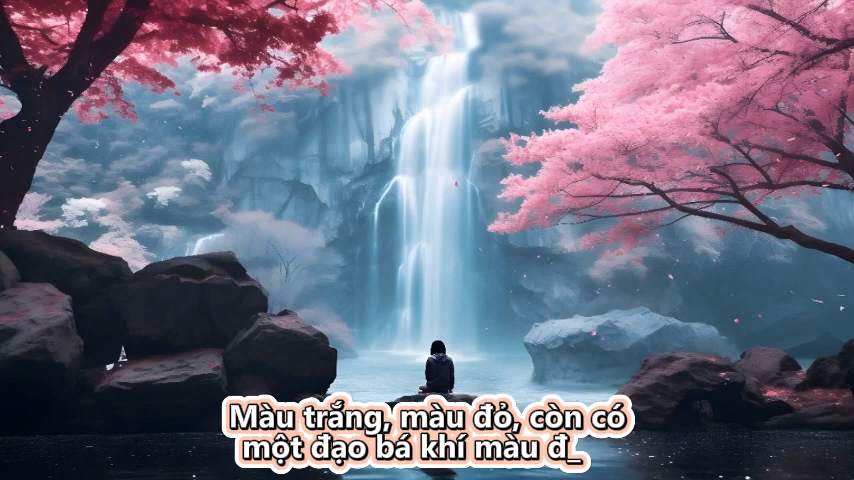 Màu trắng, màu đỏ, còn có
một đạo bá khí màu đ_